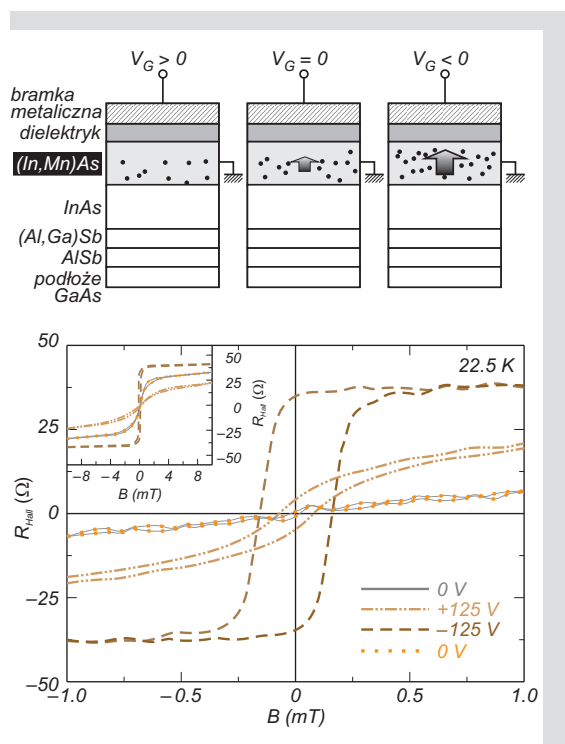 V_G > 0 V_G = 0 V_G < 0
bramka
metaliczna
dielektryk
(In,Mn)As
InAs
(Al,Ga)Sb
AlSb
podłoże
GaAs
50
25
0
−25
−50
R_Hall (Ω)
22.5 K
50
25
0
−25
−50
R_Hall (Ω)
−8 −4 0 4 8
B (mT)
0 V
+125 V
−125 V
0 V
−1.0 −0.5 0 0.5 1.0
B (mT)